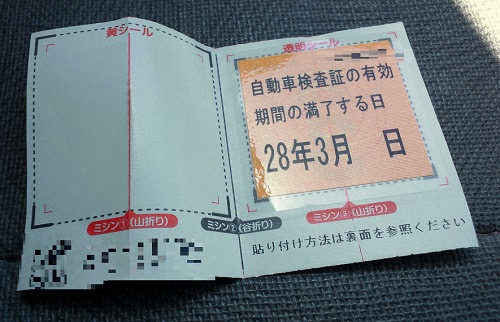 黄シール
透明シール
自動車検査証の有効
期間の満了する日
28年3月 日
ミシン①(山折り)
ミシン②(谷折り)
ミシン③(山折り)
貼り付け方法は裏面を参照ください